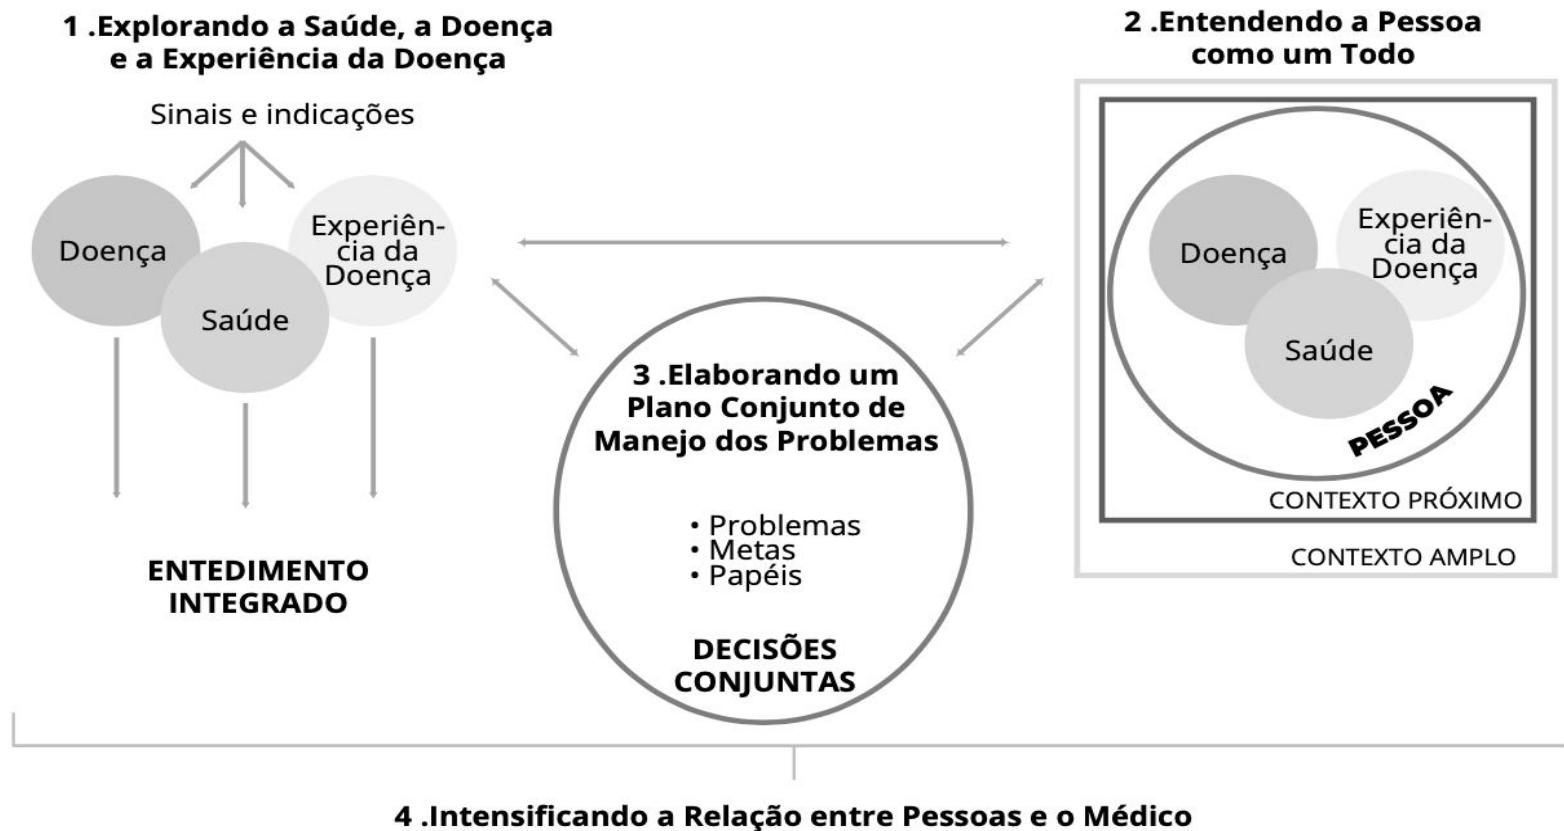 1 .Explorando a Saúde, a Doença
e a Experiência da Doença
Sinais e indicações
Doença
Saúde
Experiên-
cia da
Doença
ENTEDIMENTO
INTEGRADO
2 .Entendendo a Pessoa
como um Todo
Doença
Experiên-
cia da
Doença
Saúde
PESSOA
CONTEXTO PRÓXIMO
CONTEXTO AMPLO
3 .Elaborando um
Plano Conjunto de
Manejo dos Problemas
• Problemas
• Metas
• Papéis
DECISÕES
CONJUNTAS
4 .Intensificando a Relação entre Pessoas e o Médico